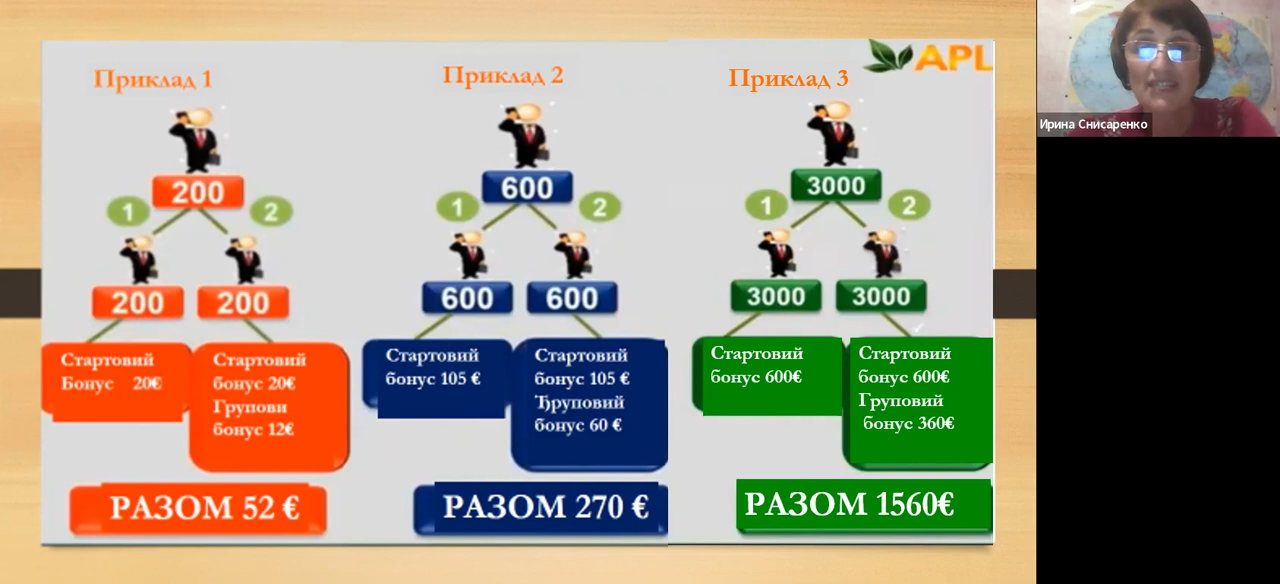 Приклад 1
200
1
2
200
200
Стартовий
Бонус 20€
Стартовий
бонус 20€
Групови
бонус 12€
РАЗОМ 52 €
Приклад 2
600
1
2
600
600
Стартовий
бонус 105 €
Стартовий
бонус 105 €
Ђруповий
бонус 60 €
РАЗОМ 270 €
APL
Приклад 3
3000
1
2
3000
3000
Стартовий
бонус 600€
Стартовий
бонус 600€
Груповий
бонус 360€
РАЗОМ 1560€
Ирина Снисаренко